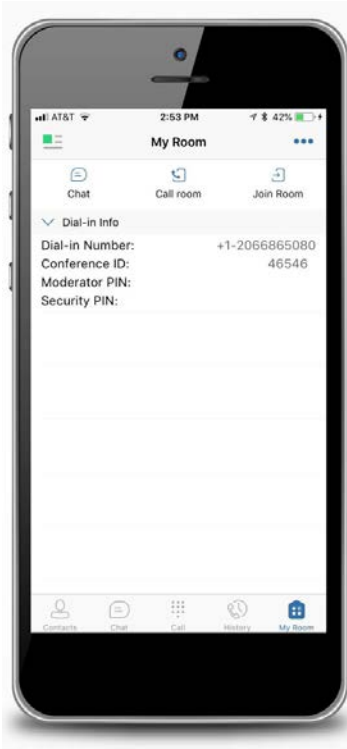 AT&T 2:53 PM 42%
My Room
Chat Call room Join Room
Dial-in Info
Dial-in Number: +1-2066865080
Conference ID: 46546
Moderator PIN:
Security PIN:
Contacts Chat Call History My Room